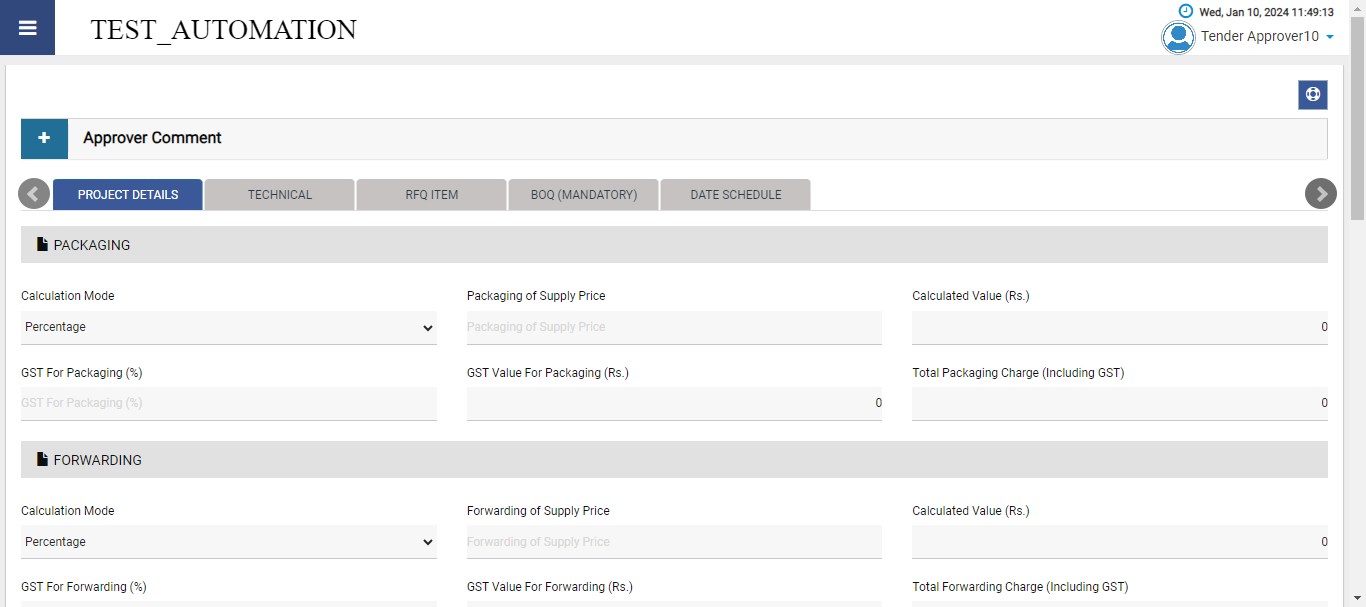 Wed, Jan 10, 2024 11:49:13
TEST_AUTOMATION
Tender Approver10
Approver Comment
PROJECT DETAILS TECHNICAL RFQ ITEM BOQ (MANDATORY) DATE SCHEDULE
PACKAGING
Calculation Mode Packaging of Supply Price Calculated Value (Rs.)
Percentage Packaging of Supply Price 0
GST For Packaging (%) GST Value For Packaging (Rs.) Total Packaging Charge (Including GST)
GST For Packaging (%) 0 0
FORWARDING
Calculation Mode Forwarding of Supply Price Calculated Value (Rs.)
Percentage Forwarding of Supply Price 0
GST For Forwarding (%) GST Value For Forwarding (Rs.) Total Forwarding Charge (Including GST)